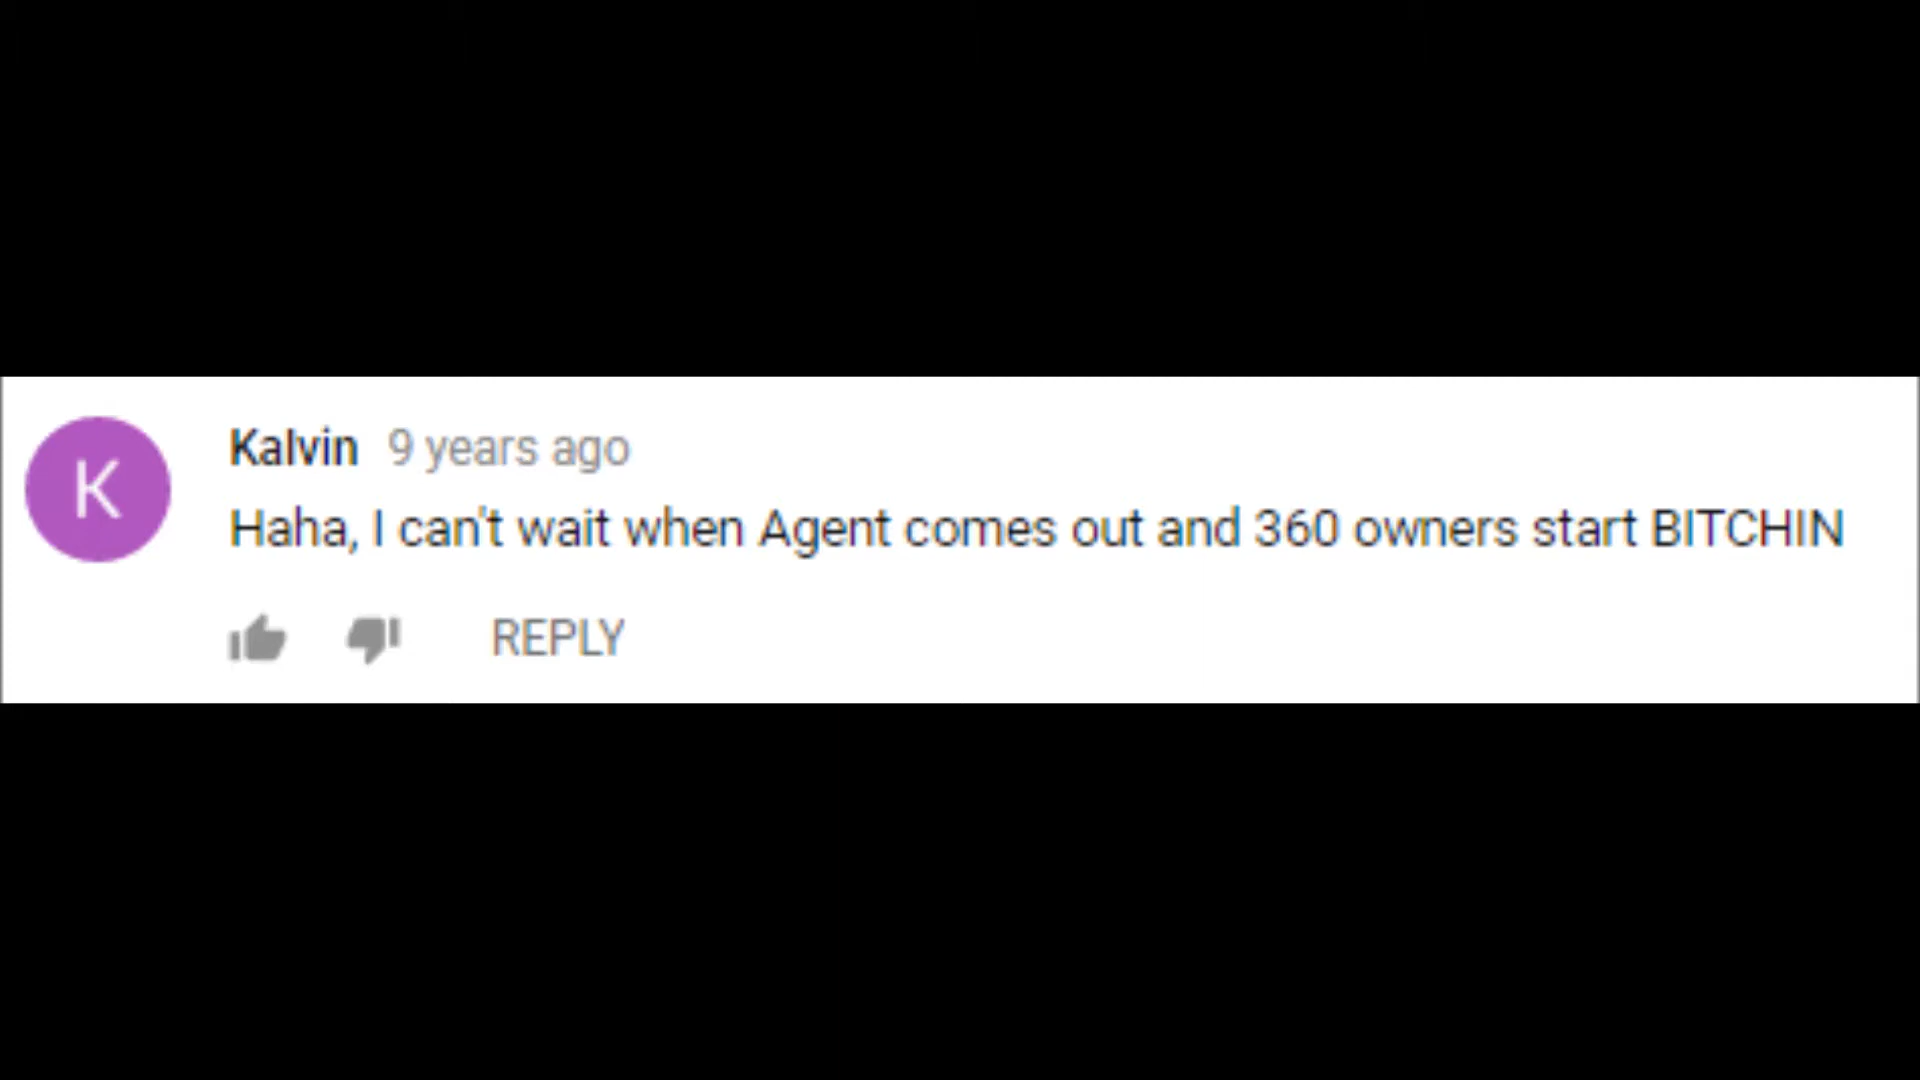 K
Kalvin 9 years ago
Haha, I can't wait when Agent comes out and 360 owners start BITCHIN
REPLY